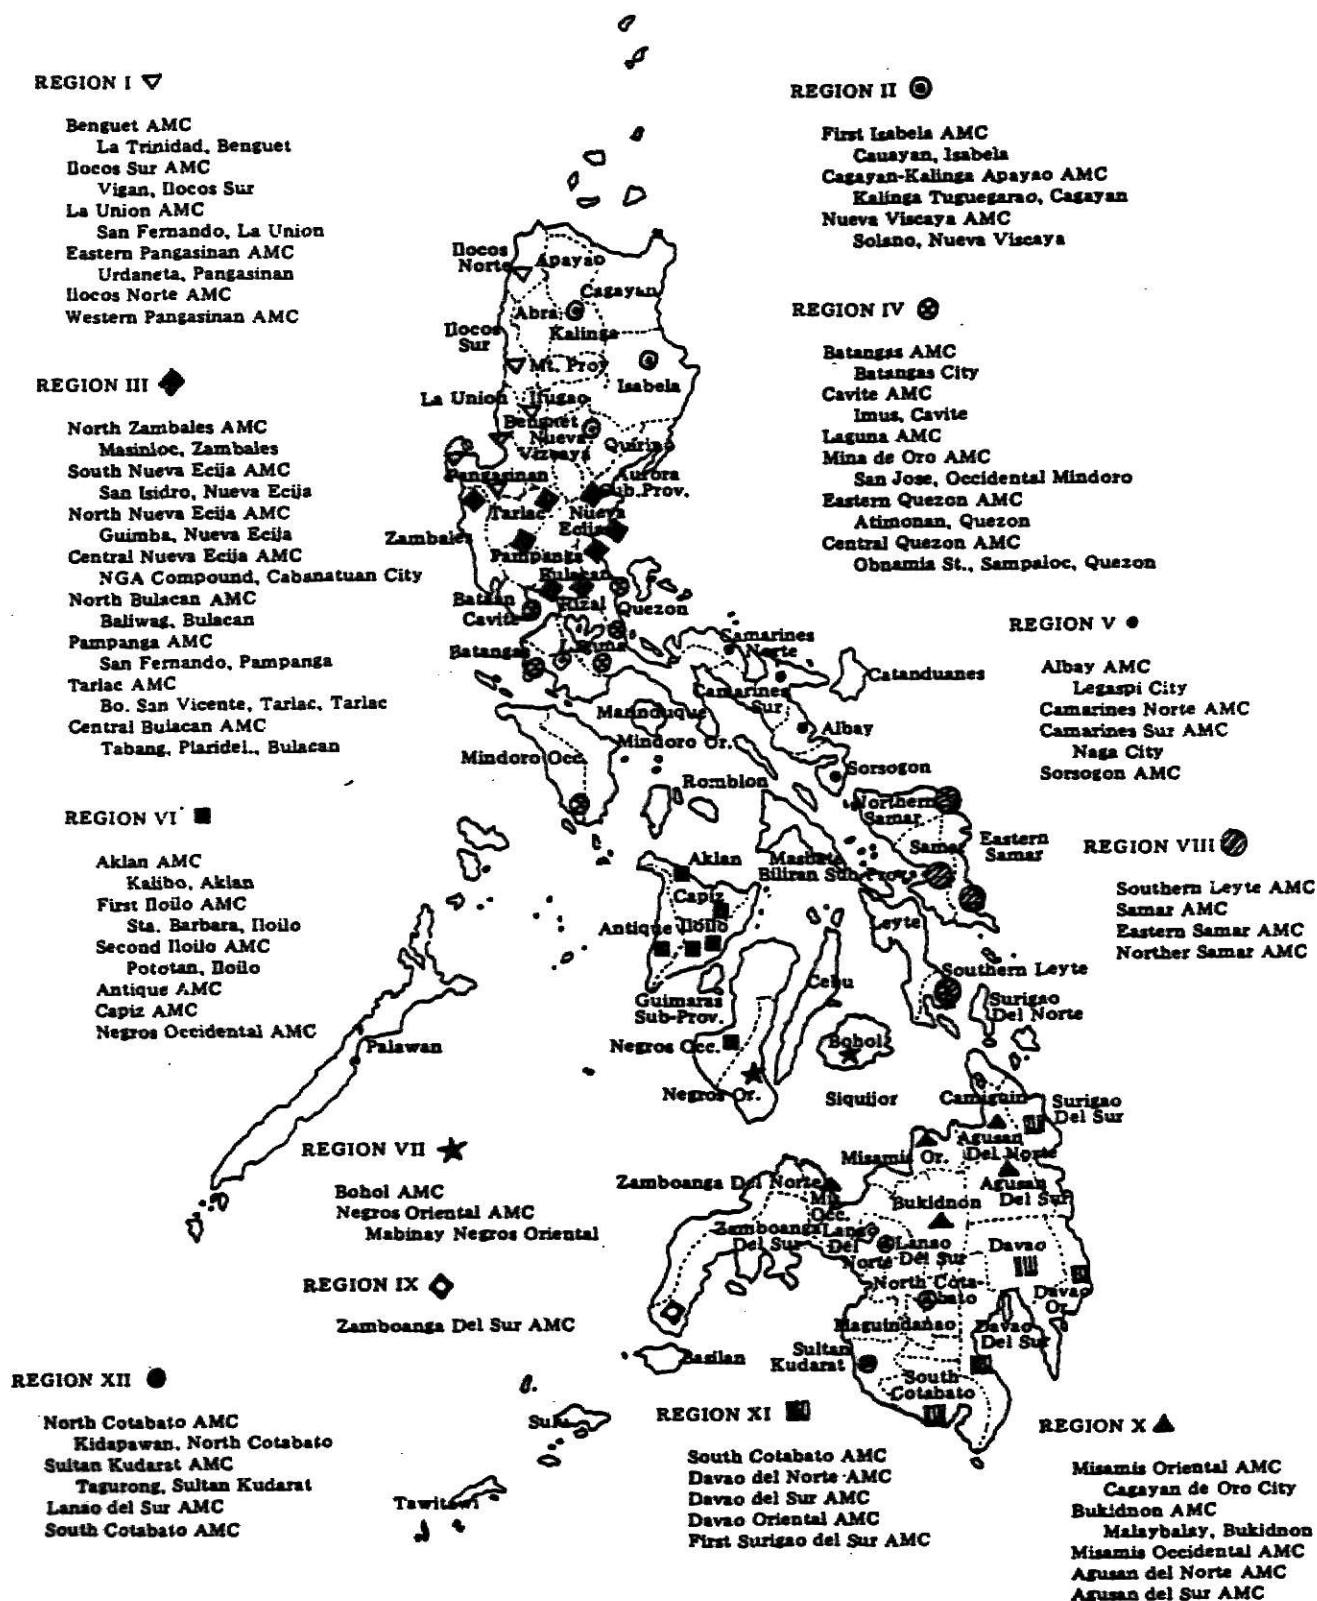 REGION I
Benguet AMC
La Trinidad, Benguet
Ilocos Sur AMC
Vigan, Ilocos Sur
La Union AMC
San Fernando, La Union
Eastern Pangasinan AMC
Urdaneta, Pangasinan
Ilocos Norte AMC
Western Pangasinan AMC
REGION II
First Isabela AMC
Cauayan, Isabela
Cagayan-Kalinga Apayao AMC
Kalinga Tuguegarao, Cagayan
Nueva Viscaya AMC
Solano, Nueva Viscaya
REGION III
North Zambales AMC
Masinloc, Zambales
South Nueva Ecija AMC
San Isidro, Nueva Ecija
North Nueva Ecija AMC
Guimba, Nueva Ecija
Central Nueva Ecija AMC
NGA Compound, Cabanatuan City
North Bulacan AMC
Baliwag, Bulacan
Pampanga AMC
San Fernando, Pampanga
Tarlac AMC
Bo. San Vicente, Tarlac, Tarlac
Central Bulacan AMC
Tabang, Plaridel., Bulacan
REGION IV
Batangas AMC
Batangas City
Cavite AMC
Imus, Cavite
Laguna AMC
Mina de Oro AMC
San Jose, Occidental Mindoro
Eastern Quezon AMC
Atimonan, Quezon
Central Quezon AMC
Obnamia St., Sampaloc, Quezon
REGION V
Albay AMC
Legaspi City
Camarines Norte AMC
Camarines Sur AMC
Naga City
Sorsogon AMC
REGION VI
Aklan AMC
Kalibo, Aklan
First Iloilo AMC
Sta. Barbara, Iloilo
Second Iloilo AMC
Pototan, Iloilo
Antique AMC
Capiz AMC
Negros Occidental AMC
REGION VIII
Southern Leyte AMC
Samar AMC
Eastern Samar AMC
Norther Samar AMC
REGION VII
Bohol AMC
Negros Oriental AMC
Mabinay Negros Oriental
REGION IX
Zamboanga Del Sur AMC
REGION XII
North Cotabato AMC
Kidapawan, North Cotabato
Sultan Kudarat AMC
Tagurong, Sultan Kudarat
Lanao del Sur AMC
South Cotabato AMC
REGION XI
South Cotabato AMC
Davao del Norte AMC
Davao del Sur AMC
Davao Oriental AMC
First Surigao del Sur AMC
REGION X
Misamis Oriental AMC
Cagayan de Oro City
Bukidnon AMC
Malaybalay, Bukidnon
Misamis Occidental AMC
Agusan del Norte AMC
Agusan del Sur AMC
Ilocos
Norte
Apayao
Cagayan
Abra
Kalinga
Ilocos
Sur
Mt. Prov
Isabela
La Union
Ifugao
Benguet
Nueva
Vizcaya
Quirino
Pangasinan
Aurora
Sub.Prov.
Tarlac
Nueva
Ecija
Zambales
Pampanga
Bulacan
Bataan
Rizal
Quezon
Cavite
Batangas
Laguna
Camarines
Norte
Catanduanes
Camarines
Sur
Marinduque
Albay
Mindoro Or.
Mindoro Occ.
Sorsogon
Romblon
Northern
Samar
Samar
Eastern
Samar
Aklan
Masbate
Biliran Sub-Prov.
Capiz
Antique
Iloilo
Leyte
Southern Leyte
Cebu
Guimaras
Sub-Prov.
Surigao
Del Norte
Palawan
Negros Occ.
Bohol
Negros Or.
Siquijor
Camiguin
Surigao
Del Sur
Agusan
Del Norte
Misamis Or.
Zamboanga Del Norte
Agusan
Del Sur
Mis
Occ.
Bukidnon
Zamboanga
Del Sur
Lanao
Del
Norte
Lanao
Del Sur
Davao
North Cota-
bato
Davao
Or.
Maguindanao
Davao
Del Sur
Basilan
Sultan
Kudarat
South
Cotabato
Sulu
Tawitawi